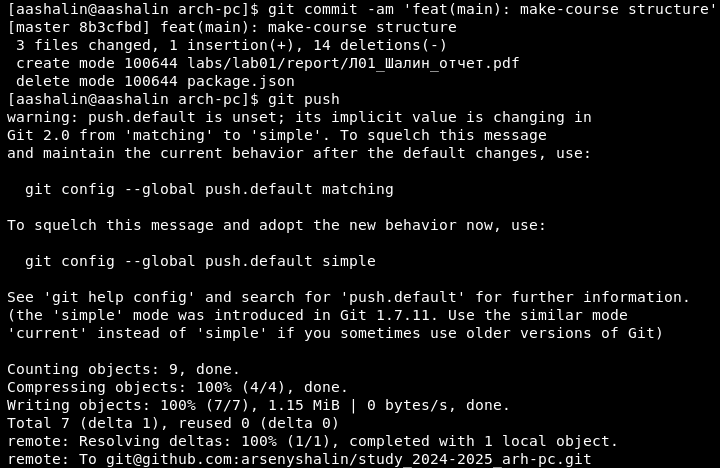 [aashalin@aashalin arch-pc]$ git commit -am 'feat(main): make-course structure'
[master 8b3cfbd] feat(main): make-course structure
 3 files changed, 1 insertion(+), 14 deletions(-)
 create mode 100644 labs/lab01/report/Л01_Шалин_отчет.pdf
 delete mode 100644 package.json
[aashalin@aashalin arch-pc]$ git push
warning: push.default is unset; its implicit value is changing in
Git 2.0 from 'matching' to 'simple'. To squelch this message
and maintain the current behavior after the default changes, use:

  git config --global push.default matching

To squelch this message and adopt the new behavior now, use:

  git config --global push.default simple

See 'git help config' and search for 'push.default' for further information.
(the 'simple' mode was introduced in Git 1.7.11. Use the similar mode
'current' instead of 'simple' if you sometimes use older versions of Git)

Counting objects: 9, done.
Compressing objects: 100% (4/4), done.
Writing objects: 100% (7/7), 1.15 MiB | 0 bytes/s, done.
Total 7 (delta 1), reused 0 (delta 0)
remote: Resolving deltas: 100% (1/1), completed with 1 local object.
remote: To git@github.com:arsenyshalin/study_2024-2025_arh-pc.git